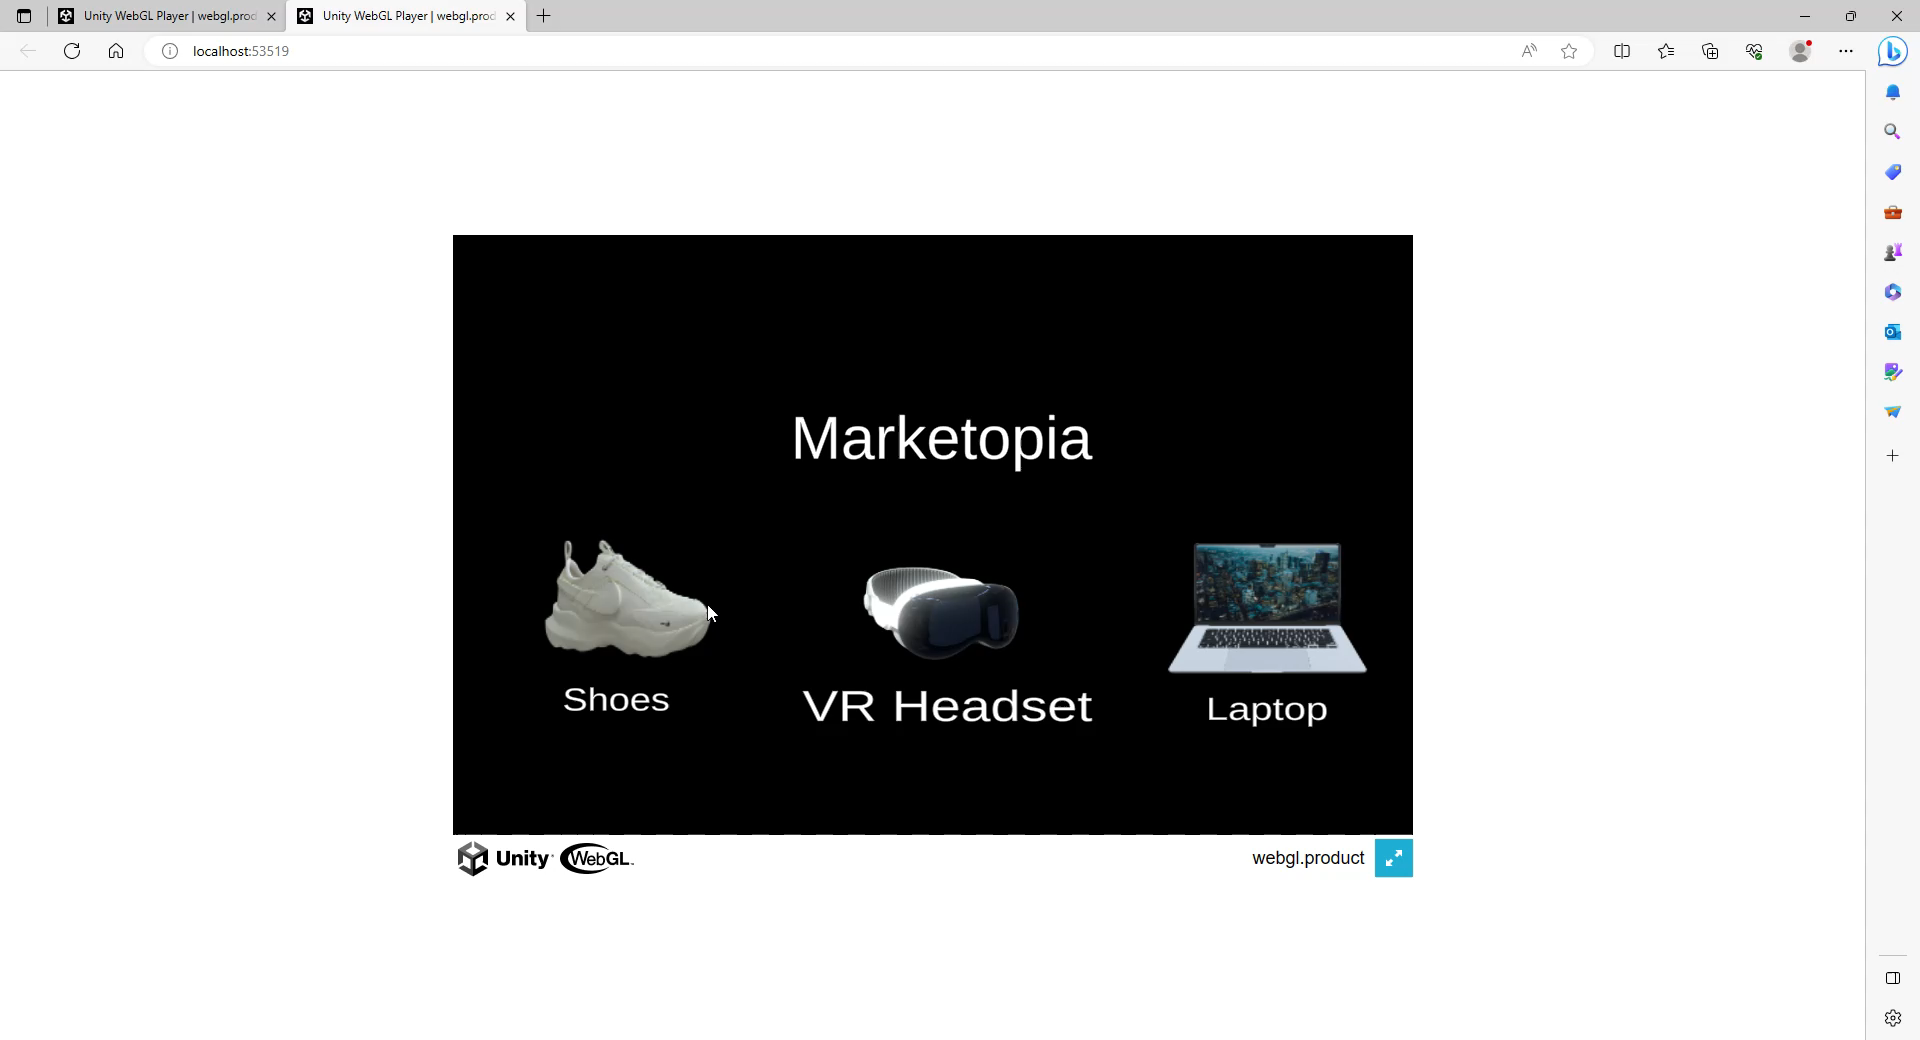 Unity WebGL Player | webgl.prod
Unity WebGL Player | webgl.prod
localhost:53519
Marketopia
Shoes
VR Headset
Laptop
Unity
WebGL
webgl.product